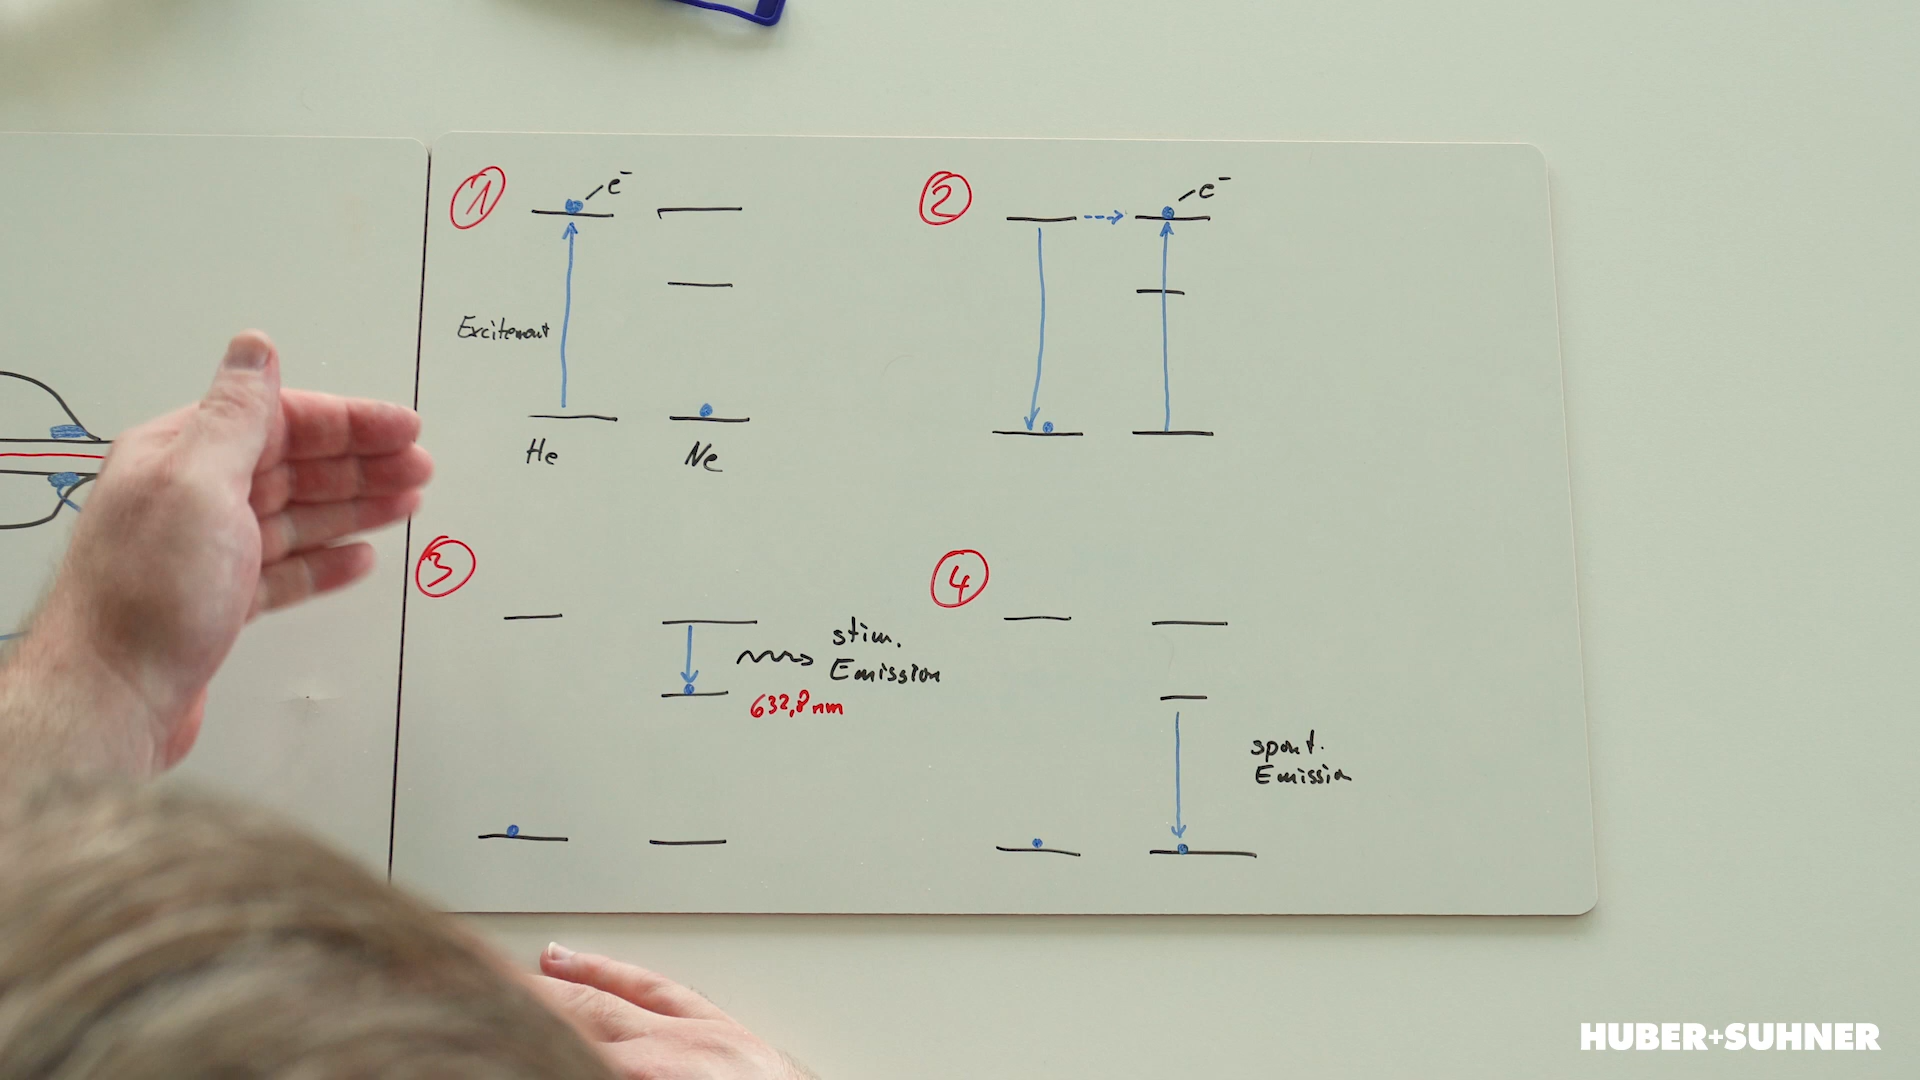 1
e⁻
Excitement
He
Ne
2
e⁻
3
stim.
Emission
632,8 nm
4
spont.
Emission
HUBER+SUHNER